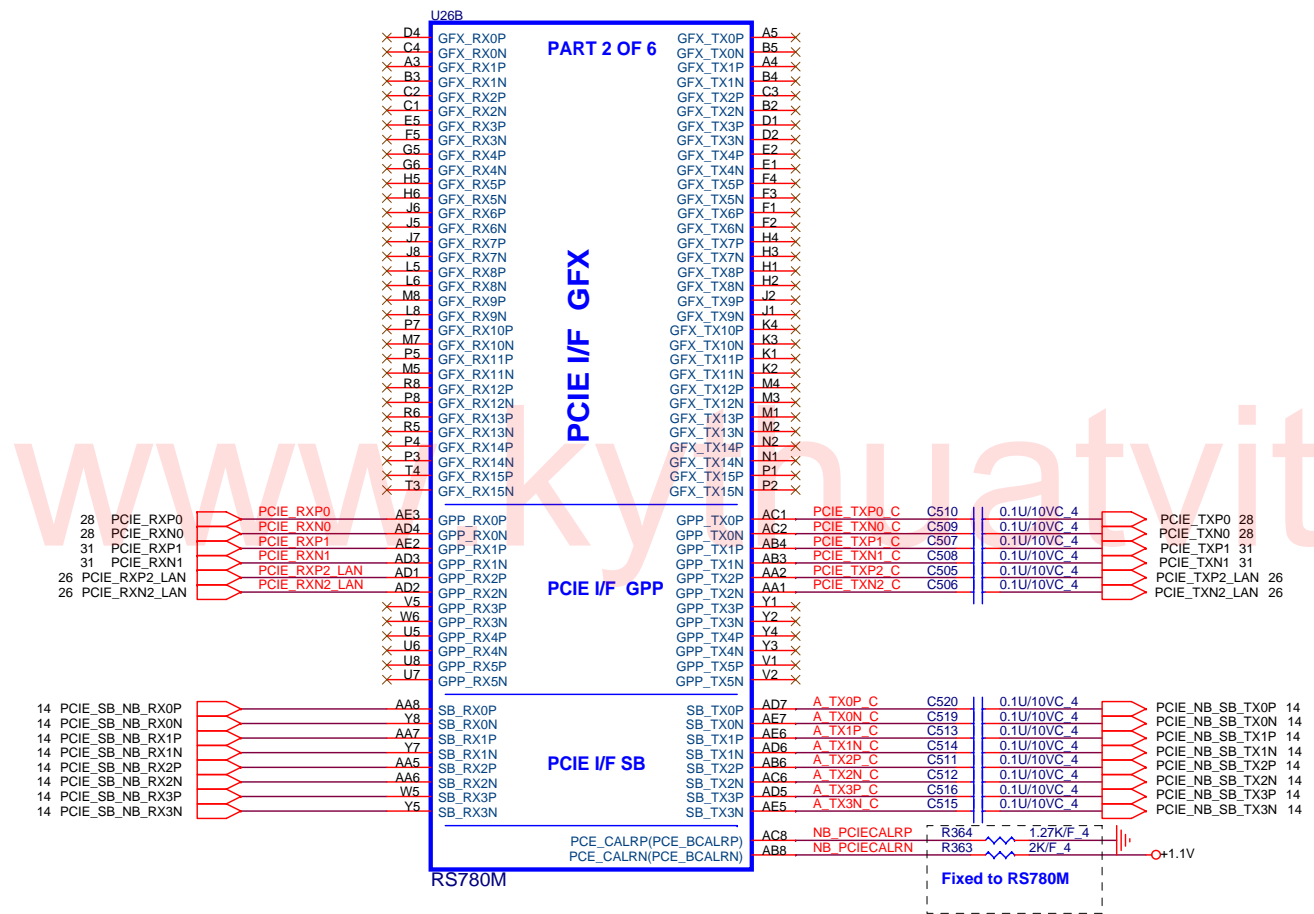 U26B
PART 2 OF 6
D4 GFX_RX0P GFX_TX0P A5
C4 GFX_RX0N GFX_TX0N B5
A3 GFX_RX1P GFX_TX1P A4
B3 GFX_RX1N GFX_TX1N B4
C2 GFX_RX2P GFX_TX2P C3
C1 GFX_RX2N GFX_TX2N B2
E5 GFX_RX3P GFX_TX3P D1
F5 GFX_RX3N GFX_TX3N D2
G5 GFX_RX4P GFX_TX4P E2
G6 GFX_RX4N GFX_TX4N E1
H5 GFX_RX5P GFX_TX5P F4
H6 GFX_RX5N GFX_TX5N F3
J6 GFX_RX6P GFX_TX6P F1
J5 GFX_RX6N GFX_TX6N F2
J7 GFX_RX7P GFX_TX7P H4
J8 GFX_RX7N GFX_TX7N H3
L5 GFX_RX8P GFX_TX8P H1
L6 GFX_RX8N GFX_TX8N H2
M8 GFX_RX9P GFX_TX9P J2
L8 GFX_RX9N GFX_TX9N J1
P7 GFX_RX10P GFX_TX10P K4
M7 GFX_RX10N GFX_TX10N K3
P5 GFX_RX11P GFX_TX11P K1
M5 GFX_RX11N GFX_TX11N K2
R8 GFX_RX12P GFX_TX12P M4
P8 GFX_RX12N GFX_TX12N M3
R6 GFX_RX13P GFX_TX13P M1
R5 GFX_RX13N GFX_TX13N M2
P4 GFX_RX14P GFX_TX14P N2
P3 GFX_RX14N GFX_TX14N N1
T4 GFX_RX15P GFX_TX15P P1
T3 GFX_RX15N GFX_TX15N P2
PCIE I/F GFX
www.kythuatvit
28 PCIE_RXP0 PCIE_RXP0 AE3 GPP_RX0P GPP_TX0P AC1 PCIE_TXP0_C C510 0.1U/10VC_4 PCIE_TXP0 28
28 PCIE_RXN0 PCIE_RXN0 AD4 GPP_RX0N GPP_TX0N AC2 PCIE_TXN0_C C509 0.1U/10VC_4 PCIE_TXN0 28
31 PCIE_RXP1 PCIE_RXP1 AE2 GPP_RX1P GPP_TX1P AB4 PCIE_TXP1_C C507 0.1U/10VC_4 PCIE_TXP1 31
31 PCIE_RXN1 PCIE_RXN1 AD3 GPP_RX1N GPP_TX1N AB3 PCIE_TXN1_C C508 0.1U/10VC_4 PCIE_TXN1 31
26 PCIE_RXP2_LAN PCIE_RXP2_LAN AD1 GPP_RX2P GPP_TX2P AA2 PCIE_TXP2_C C505 0.1U/10VC_4 PCIE_TXP2_LAN 26
26 PCIE_RXN2_LAN PCIE_RXN2_LAN AD2 GPP_RX2N GPP_TX2N AA1 PCIE_TXN2_C C506 0.1U/10VC_4 PCIE_TXN2_LAN 26
PCIE I/F GPP
V5 GPP_RX3P GPP_TX3P Y1
W6 GPP_RX3N GPP_TX3N Y2
U5 GPP_RX4P GPP_TX4P Y4
U6 GPP_RX4N GPP_TX4N Y3
U8 GPP_RX5P GPP_TX5P V1
U7 GPP_RX5N GPP_TX5N V2
14 PCIE_SB_NB_RX0P AA8 SB_RX0P SB_TX0P AD7 A_TX0P_C C520 0.1U/10VC_4 PCIE_NB_SB_TX0P 14
14 PCIE_SB_NB_RX0N Y8 SB_RX0N SB_TX0N AE7 A_TX0N_C C519 0.1U/10VC_4 PCIE_NB_SB_TX0N 14
14 PCIE_SB_NB_RX1P AA7 SB_RX1P SB_TX1P AE6 A_TX1P_C C513 0.1U/10VC_4 PCIE_NB_SB_TX1P 14
14 PCIE_SB_NB_RX1N Y7 SB_RX1N SB_TX1N AD6 A_TX1N_C C514 0.1U/10VC_4 PCIE_NB_SB_TX1N 14
14 PCIE_SB_NB_RX2P AA5 SB_RX2P PCIE I/F SB SB_TX2P AB6 A_TX2P_C C511 0.1U/10VC_4 PCIE_NB_SB_TX2P 14
14 PCIE_SB_NB_RX2N AA6 SB_RX2N SB_TX2N AC6 A_TX2N_C C512 0.1U/10VC_4 PCIE_NB_SB_TX2N 14
14 PCIE_SB_NB_RX3P W5 SB_RX3P SB_TX3P AD5 A_TX3P_C C516 0.1U/10VC_4 PCIE_NB_SB_TX3P 14
14 PCIE_SB_NB_RX3N Y5 SB_RX3N SB_TX3N AE5 A_TX3N_C C515 0.1U/10VC_4 PCIE_NB_SB_TX3N 14
PCE_CALRP(PCE_BCALRP) AC8 NB_PCIECALRP R364 1.27K/F_4
PCE_CALRN(PCE_BCALRN) AB8 NB_PCIECALRN R363 2K/F_4 +1.1V
RS780M
Fixed to RS780M